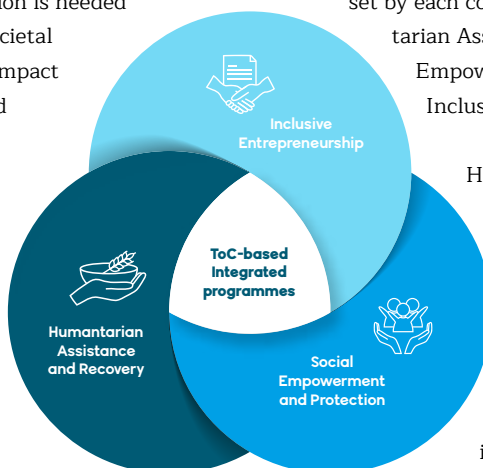 ion is needed
cietal
mpact
d
set by each co
tarian Ass
Empow
Inclus
H
Inclusive
Entrepreneurship
ToC-based
Integrated
programmes
Humantarian
Assistance
and Recovery
Social
Empowerment
and Protection
i